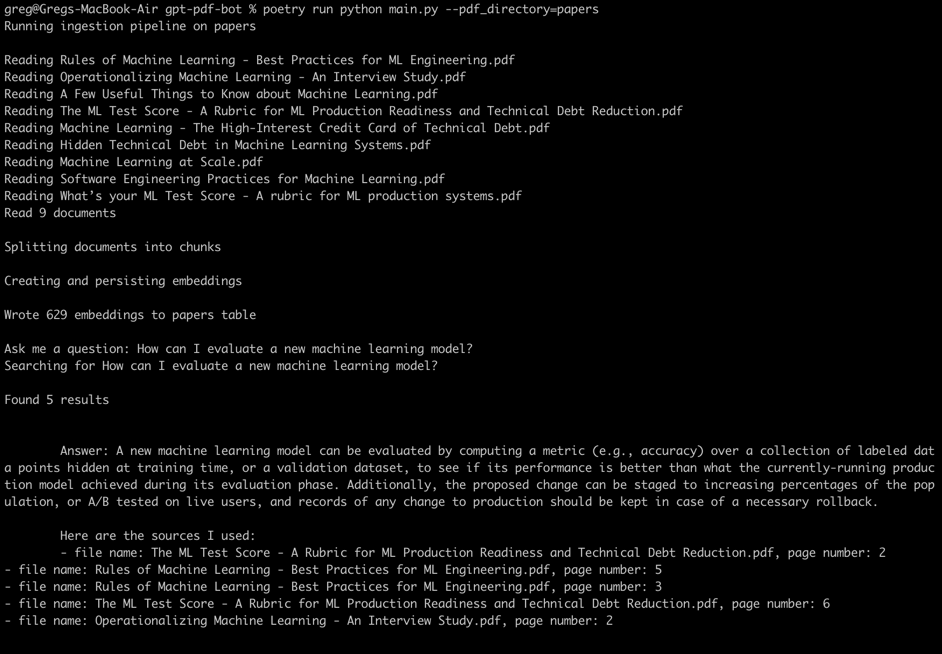 greg@Gregs-MacBook-Air gpt-pdf-bot % poetry run python main.py --pdf_directory=papers
Running ingestion pipeline on papers
Reading Rules of Machine Learning - Best Practices for ML Engineering.pdf
Reading Operationalizing Machine Learning - An Interview Study.pdf
Reading A Few Useful Things to Know about Machine Learning.pdf
Reading The ML Test Score - A Rubric for ML Production Readiness and Technical Debt Reduction.pdf
Reading Machine Learning - The High-Interest Credit Card of Technical Debt.pdf
Reading Hidden Technical Debt in Machine Learning Systems.pdf
Reading Machine Learning at Scale.pdf
Reading Software Engineering Practices for Machine Learning.pdf
Reading What’s your ML Test Score - A rubric for ML production systems.pdf
Read 9 documents
Splitting documents into chunks
Creating and persisting embeddings
Wrote 629 embeddings to papers table
Ask me a question: How can I evaluate a new machine learning model?
Searching for How can I evaluate a new machine learning model?
Found 5 results
Answer: A new machine learning model can be evaluated by computing a metric (e.g., accuracy) over a collection of labeled dat
a points hidden at training time, or a validation dataset, to see if its performance is better than what the currently-running produc
tion model achieved during its evaluation phase. Additionally, the proposed change can be staged to increasing percentages of the pop
ulation, or A/B tested on live users, and records of any change to production should be kept in case of a necessary rollback.
Here are the sources I used:
- file name: The ML Test Score - A Rubric for ML Production Readiness and Technical Debt Reduction.pdf, page number: 2
- file name: Rules of Machine Learning - Best Practices for ML Engineering.pdf, page number: 5
- file name: Rules of Machine Learning - Best Practices for ML Engineering.pdf, page number: 3
- file name: The ML Test Score - A Rubric for ML Production Readiness and Technical Debt Reduction.pdf, page number: 6
- file name: Operationalizing Machine Learning - An Interview Study.pdf, page number: 2